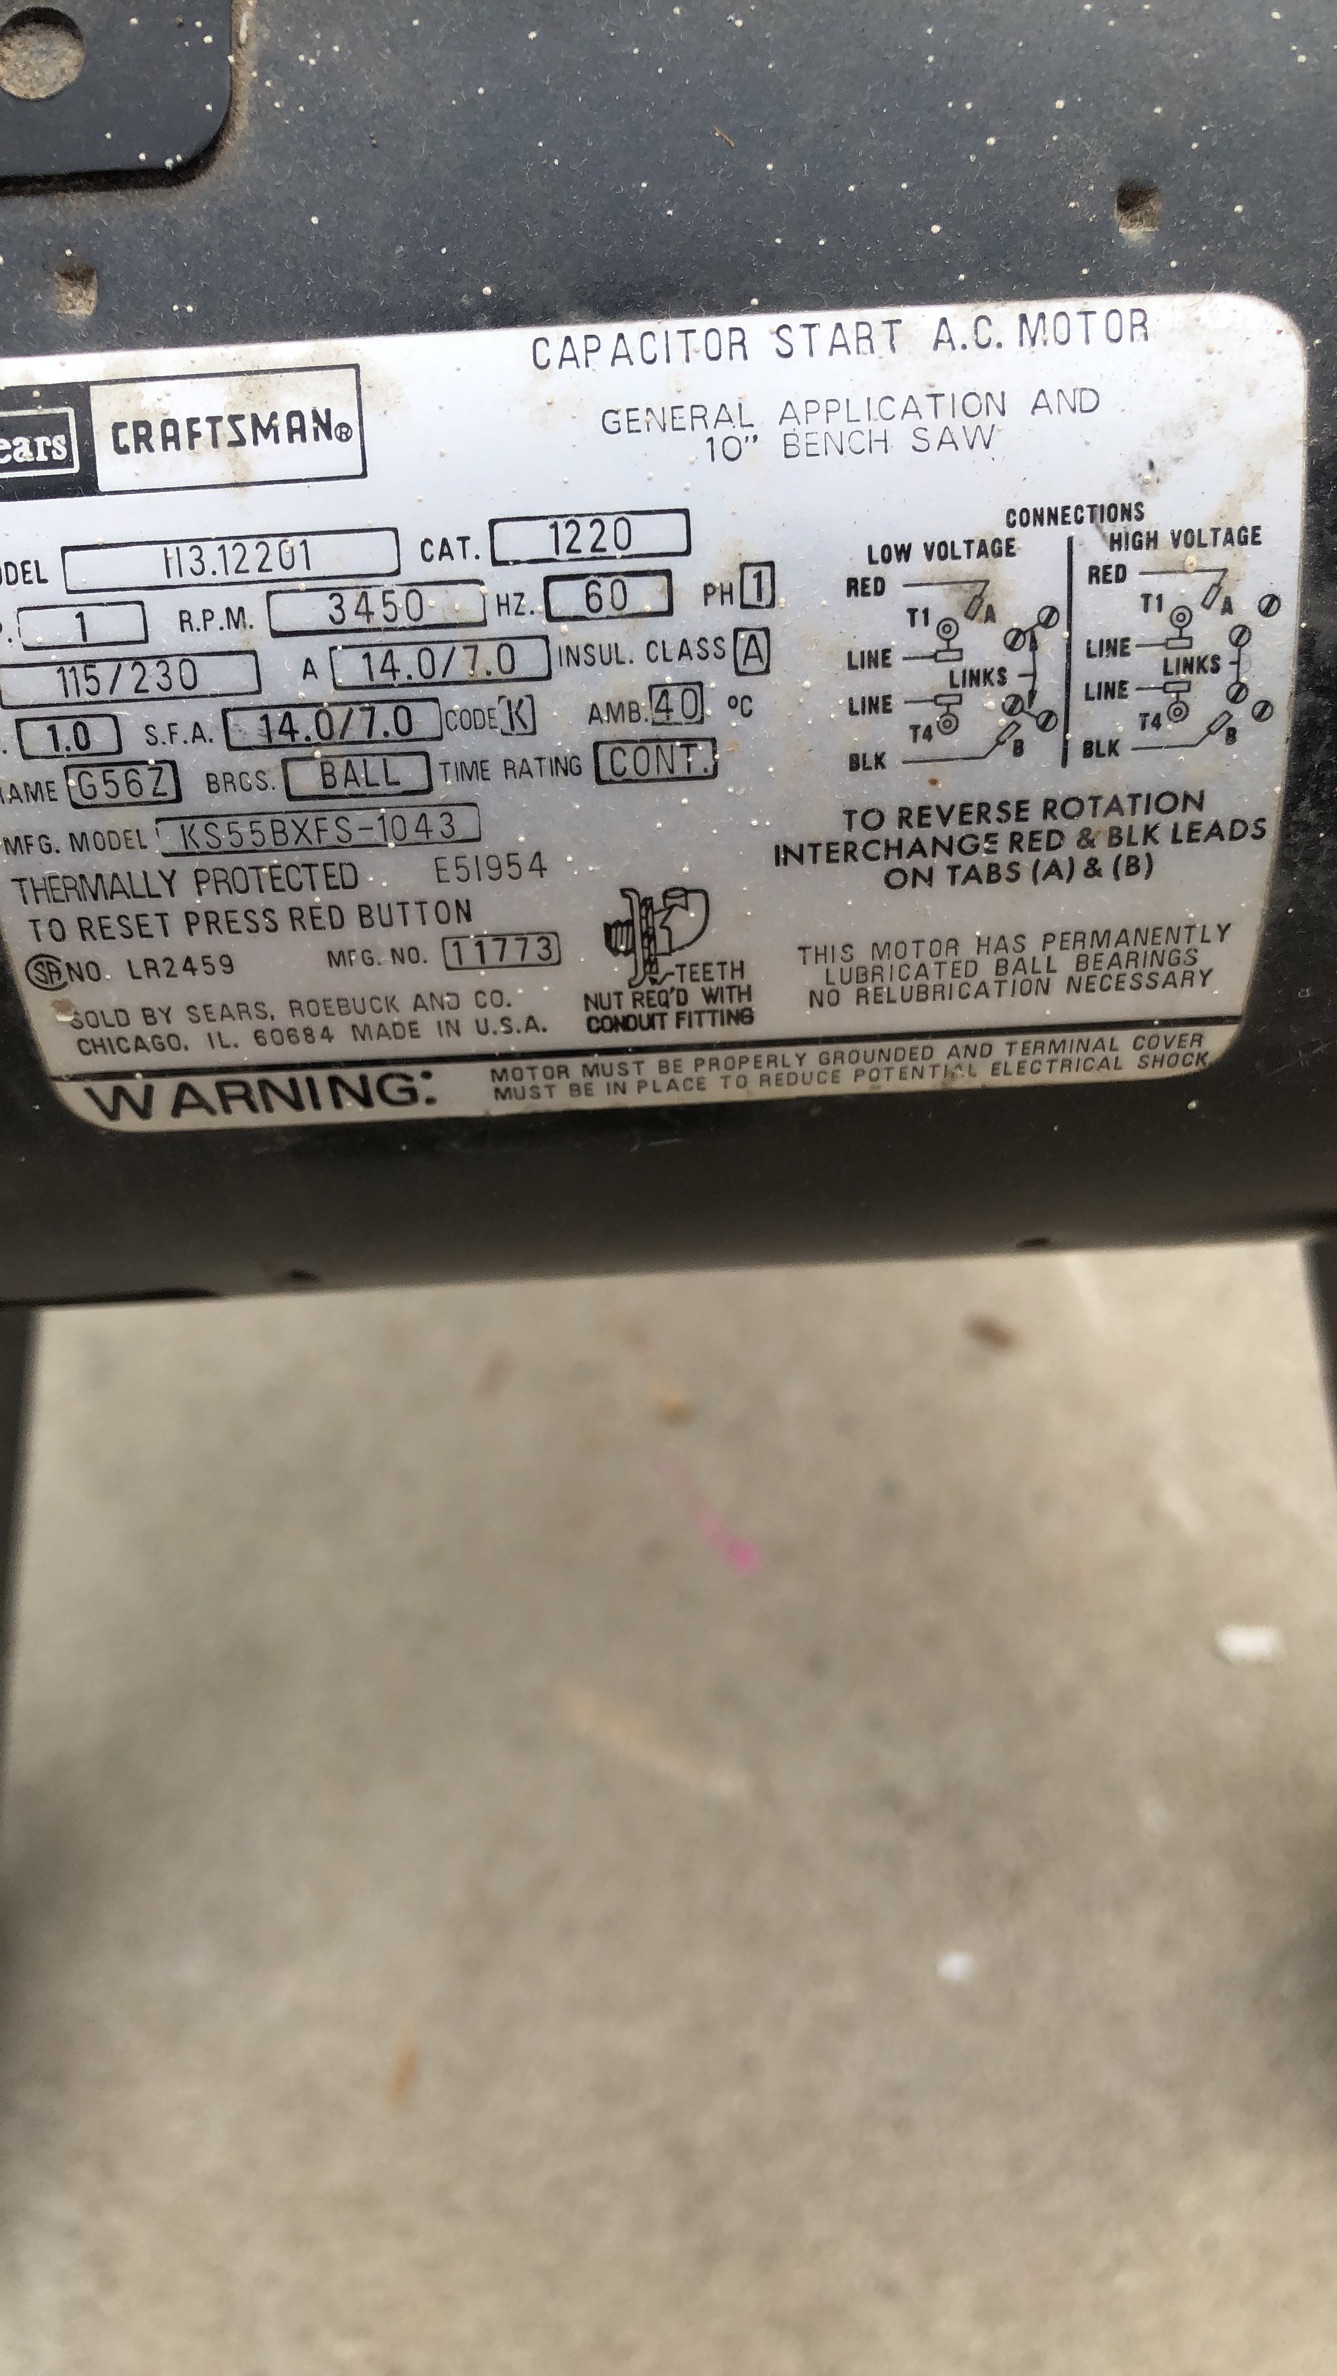 CAPACITOR START A.C. MOTOR
ears CRAFTSMAN®
GENERAL APPLICATION AND
10" BENCH SAW
ODEL 113.12201 CAT. 1220
P. 1 R.P.M. 3450 HZ. 60 PH 1
115/230 A 14.0/7.0 INSUL. CLASS A
. 1.0 S.F.A. 14.0/7.0 CODE K AMB. 40 °C
AME G56Z BRGS. BALL TIME RATING CONT.
MFG. MODEL KS55BXFS-1043
THERMALLY PROTECTED E51954
TO RESET PRESS RED BUTTON
SA NO. LR2459 MFG. NO. 11773
SOLD BY SEARS, ROEBUCK AND CO.
CHICAGO, IL. 60684 MADE IN U.S.A.
TEETH
NUT REQ'D WITH
CONDUIT FITTING
CONNECTIONS
LOW VOLTAGE
RED
T1 A
LINE
LINKS
LINE
T4
BLK B
HIGH VOLTAGE
RED
T1 A
LINE
LINKS
LINE
T4
BLK B
TO REVERSE ROTATION
INTERCHANGE RED & BLK LEADS
ON TABS (A) & (B)
THIS MOTOR HAS PERMANENTLY
LUBRICATED BALL BEARINGS
NO RELUBRICATION NECESSARY
WARNING: MOTOR MUST BE PROPERLY GROUNDED AND TERMINAL COVER
MUST BE IN PLACE TO REDUCE POTENTIAL ELECTRICAL SHOCK